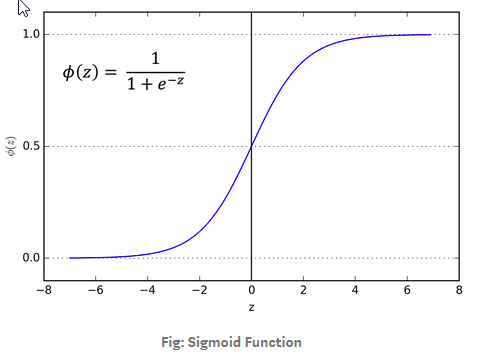 1.0
ϕ(z) = 1 / (1 + e^−z)
ϕ(z)
0.5
0.0
−8 −6 −4 −2 0 2 4 6 8
z
Fig: Sigmoid Function